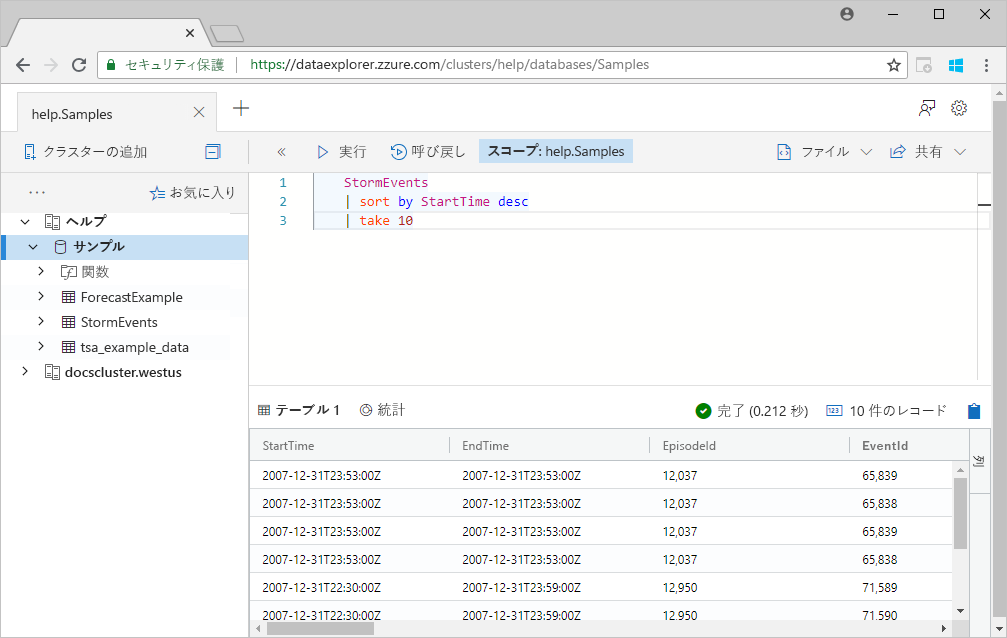 セキュリティ保護 https://dataexplorer.zzure.com/clusters/help/databases/Samples
help.Samples
クラスターの追加
実行 呼び戻し スコープ: help.Samples ファイル 共有
お気に入り
1 StormEvents
2 | sort by StartTime desc
3 | take 10
ヘルプ
サンプル
関数
ForecastExample
StormEvents
tsa_example_data
docscluster.westus
テーブル 1 統計 完了 (0.212 秒) 123 10 件のレコード
StartTime EndTime EpisodeId EventId
列
2007-12-31T23:53:00Z 2007-12-31T23:53:00Z 12,037 65,839
2007-12-31T23:53:00Z 2007-12-31T23:53:00Z 12,037 65,838
2007-12-31T23:53:00Z 2007-12-31T23:53:00Z 12,037 65,839
2007-12-31T23:53:00Z 2007-12-31T23:53:00Z 12,037 65,838
2007-12-31T22:30:00Z 2007-12-31T23:59:00Z 12,950 71,589
2007-12-31T22:30:00Z 2007-12-31T23:59:00Z 12,950 71,590